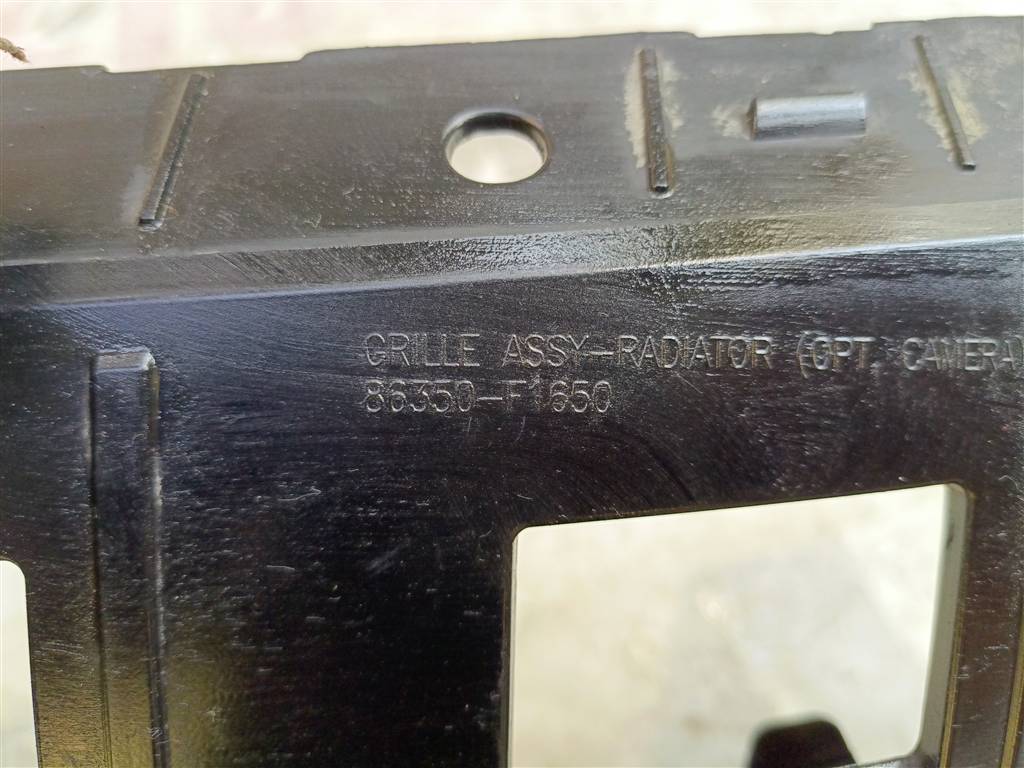 GRILLE ASSY-RADIATOR (OPT. CAMERA)
86350-F1650